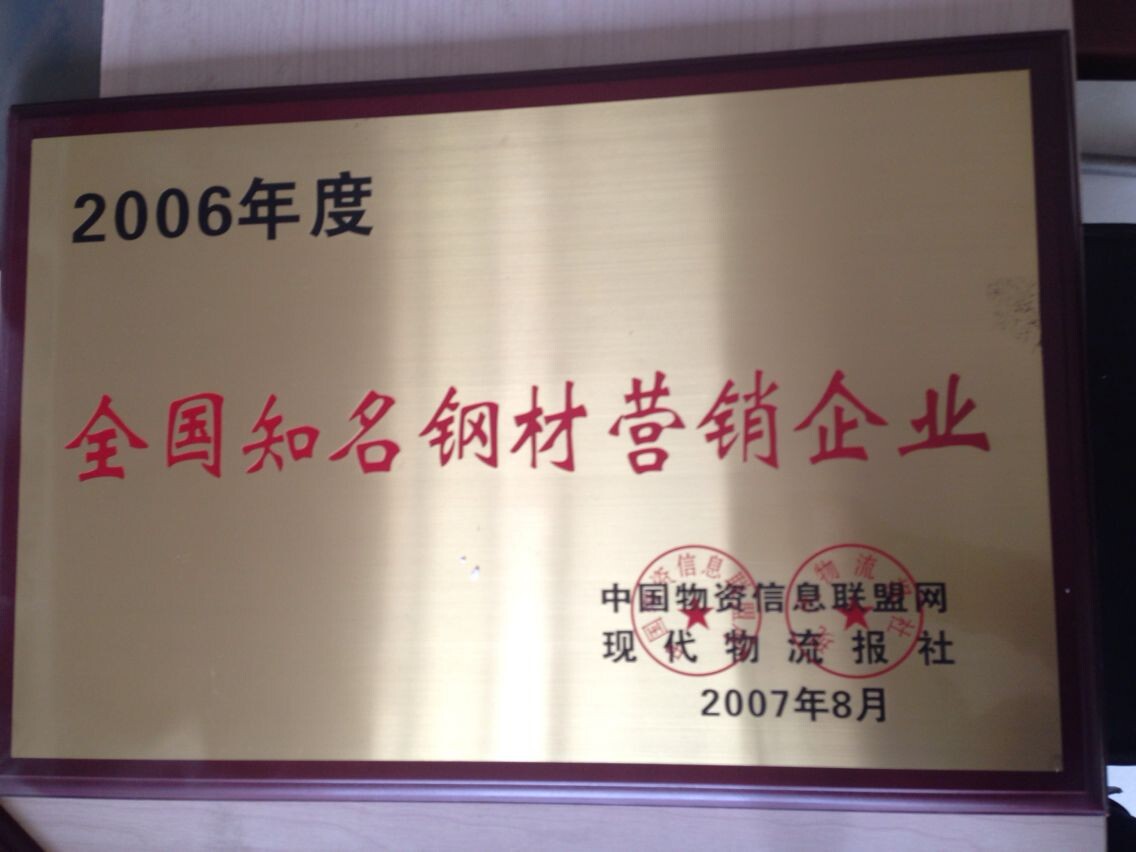 2006年度
全国知名钢材营销企业
中国物资信息联盟网
现代物流报社
2007年8月